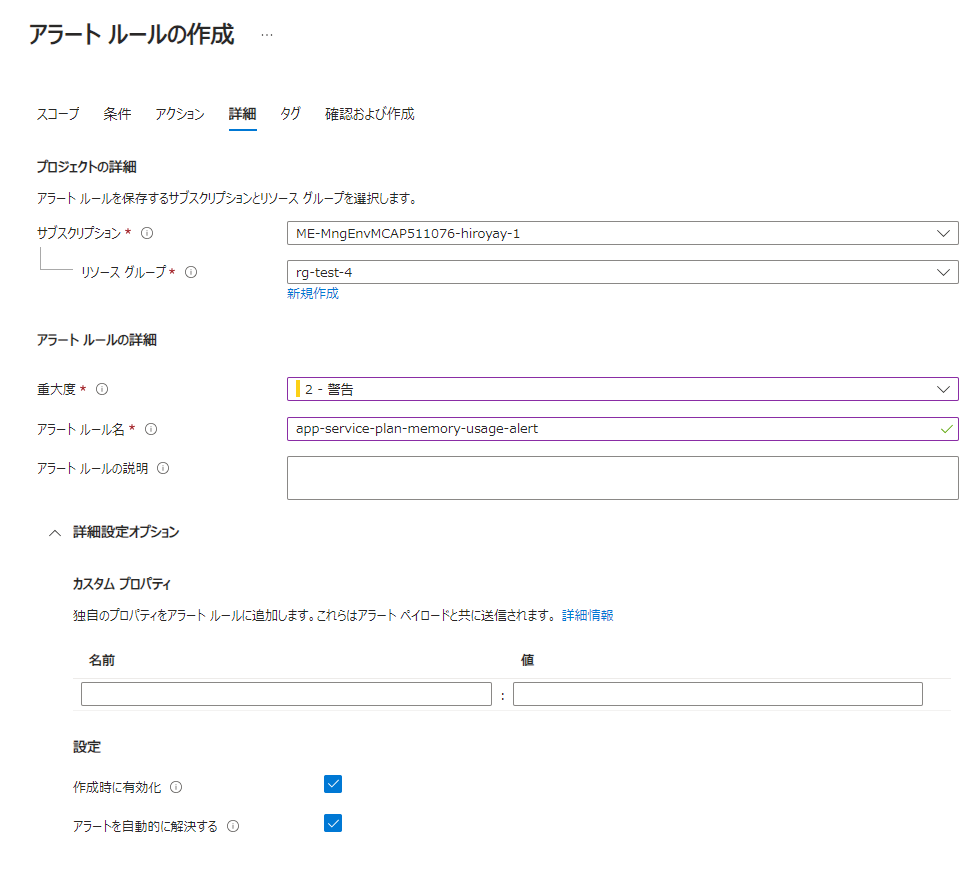 アラート ルールの作成 …
スコープ 条件 アクション 詳細 タグ 確認および作成
プロジェクトの詳細
アラート ルールを保存するサブスクリプションとリソース グループを選択します。
サブスクリプション * ME-MngEnvMCAP511076-hiroyay-1
リソース グループ * rg-test-4
新規作成
アラート ルールの詳細
重大度 * 2 - 警告
アラート ルール名 * app-service-plan-memory-usage-alert
アラート ルールの説明
詳細設定オプション
カスタム プロパティ
独自のプロパティをアラート ルールに追加します。これらはアラート ペイロードと共に送信されます。 詳細情報
名前 値
:
設定
作成時に有効化
アラートを自動的に解決する